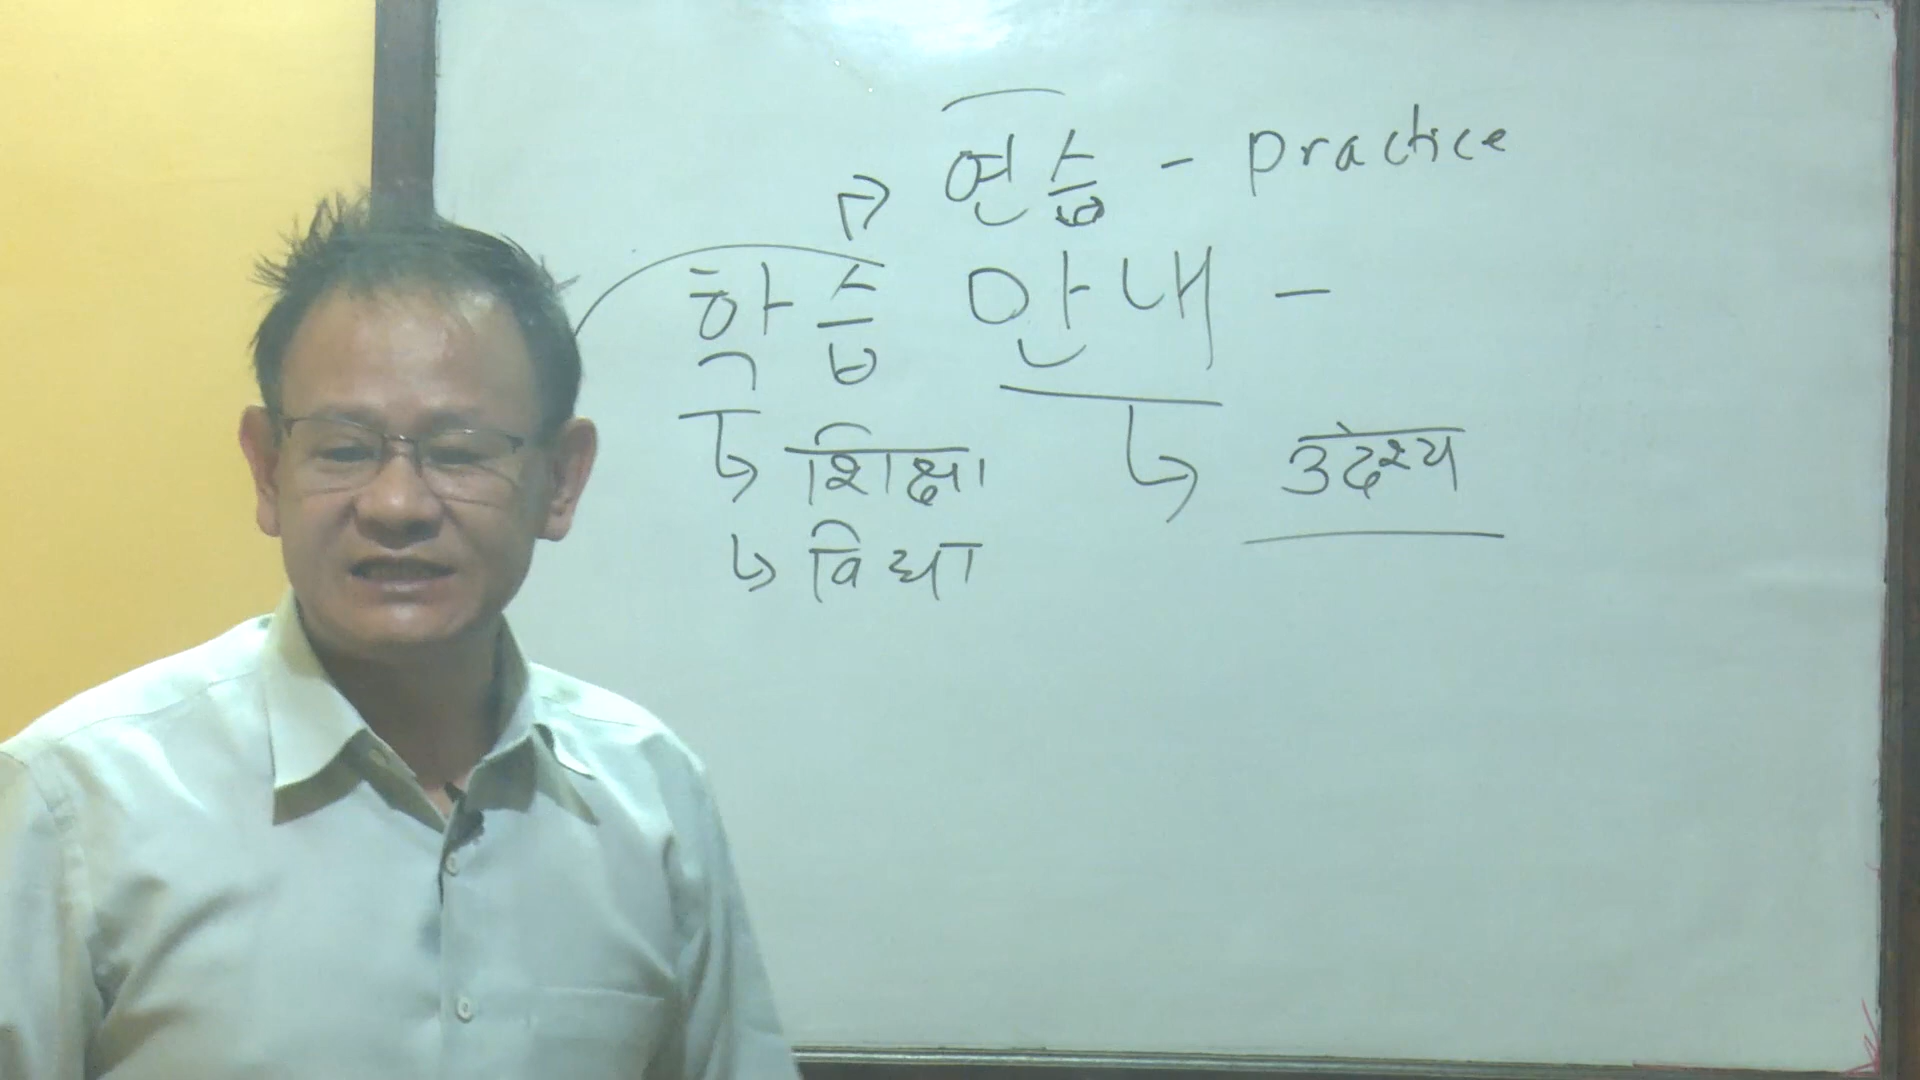 연습 - practice
학습 안내 -
शिक्षा उदेश्य
विद्या